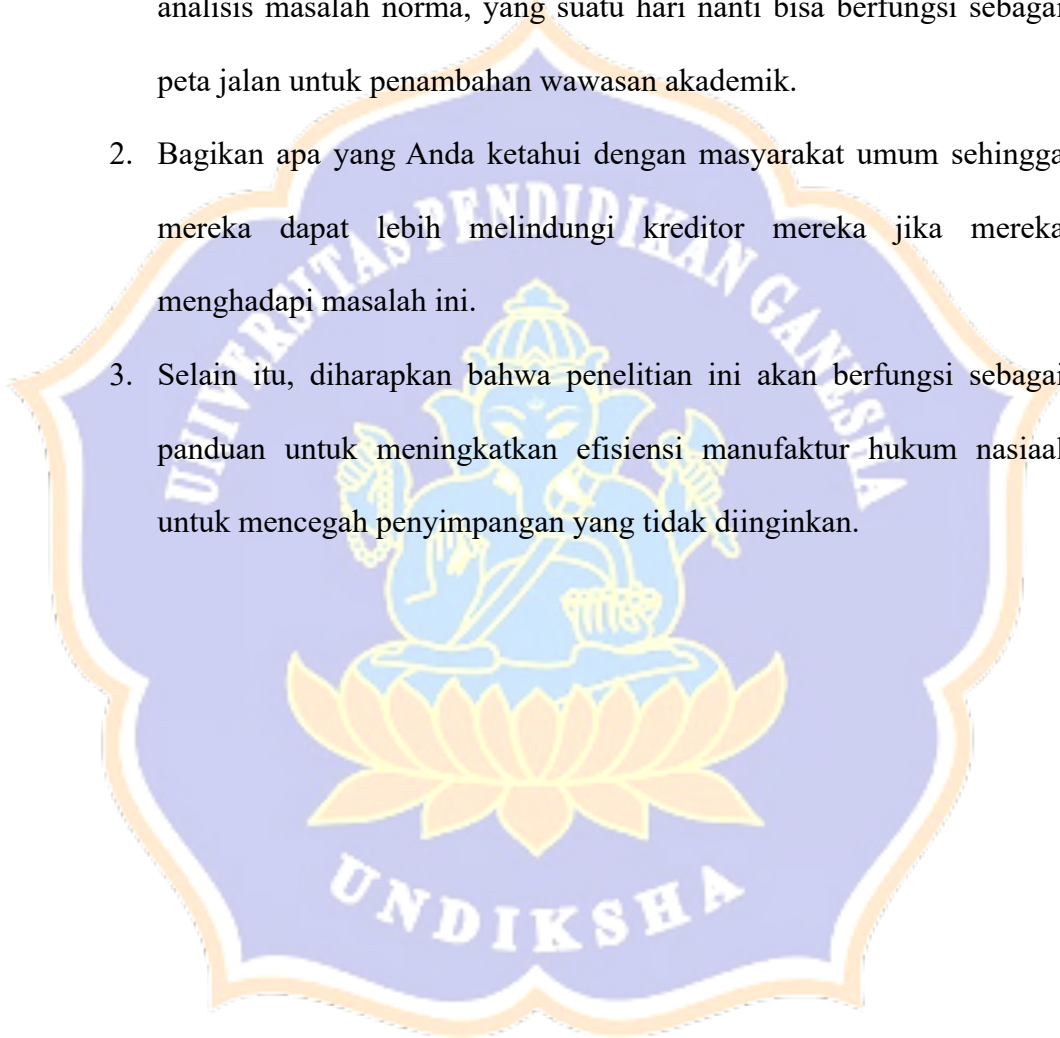 analisis masalah norma, yang suatu hari nanti bisa berfungsi sebagai
peta jalan untuk penambahan wawasan akademik.
2. Bagikan apa yang Anda ketahui dengan masyarakat umum sehingga
mereka dapat lebih melindungi kreditor mereka jika mereka
menghadapi masalah ini.
3. Selain itu, diharapkan bahwa penelitian ini akan berfungsi sebagai
panduan untuk meningkatkan efisiensi manufaktur hukum nasiaal
untuk mencegah penyimpangan yang tidak diinginkan.
UNIVERSITAS PENDIDIKAN GANESHA
UNDIKSHA